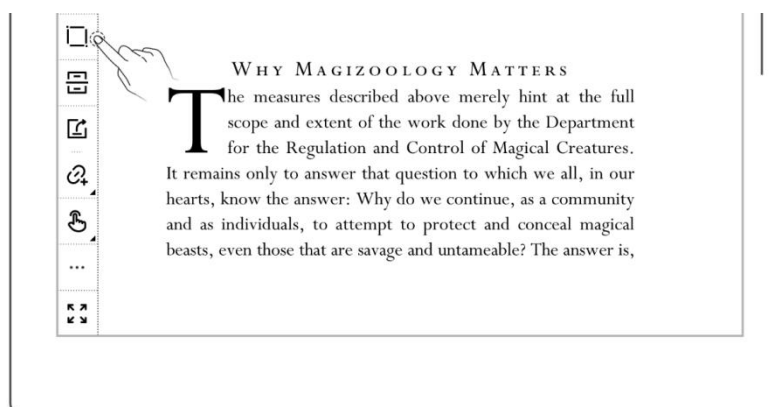 WHY MAGIZOOLOGY MATTERS
The measures described above merely hint at the full
scope and extent of the work done by the Department
for the Regulation and Control of Magical Creatures.
It remains only to answer that question to which we all, in our
hearts, know the answer: Why do we continue, as a community
and as individuals, to attempt to protect and conceal magical
beasts, even those that are savage and untameable? The answer is,